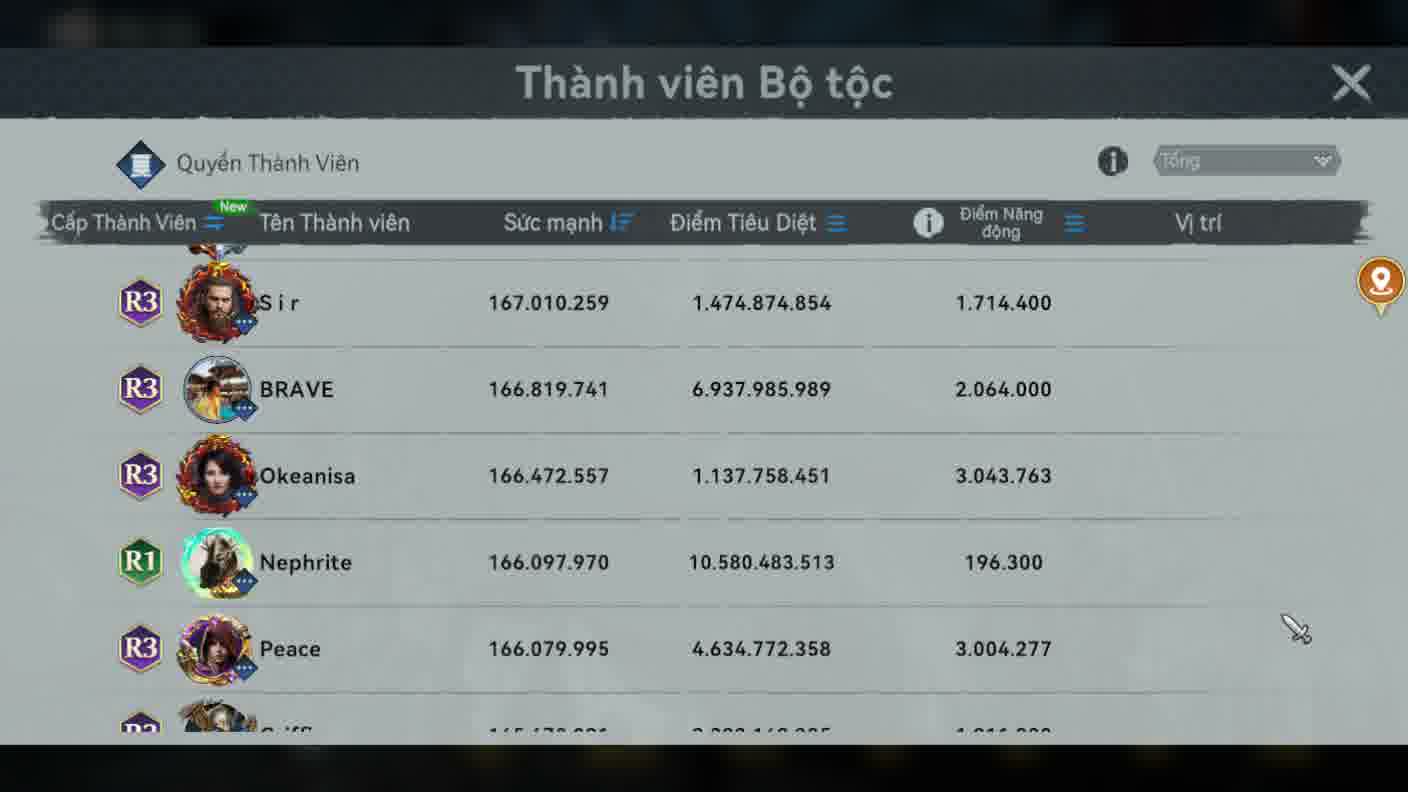 Thành viên Bộ tộc
Quyển Thành Viên
Tổng
Cấp Thành Viên New Tên Thành viên Sức mạnh Điểm Tiêu Diệt Điểm Năng động Vị trí
R3 Sir 167.010.259 1.474.874.854 1.714.400
R3 BRAVE 166.819.741 6.937.985.989 2.064.000
R3 Okeanisa 166.472.557 1.137.758.451 3.043.763
R1 Nephrite 166.097.970 10.580.483.513 196.300
R3 Peace 166.079.995 4.634.772.358 3.004.277